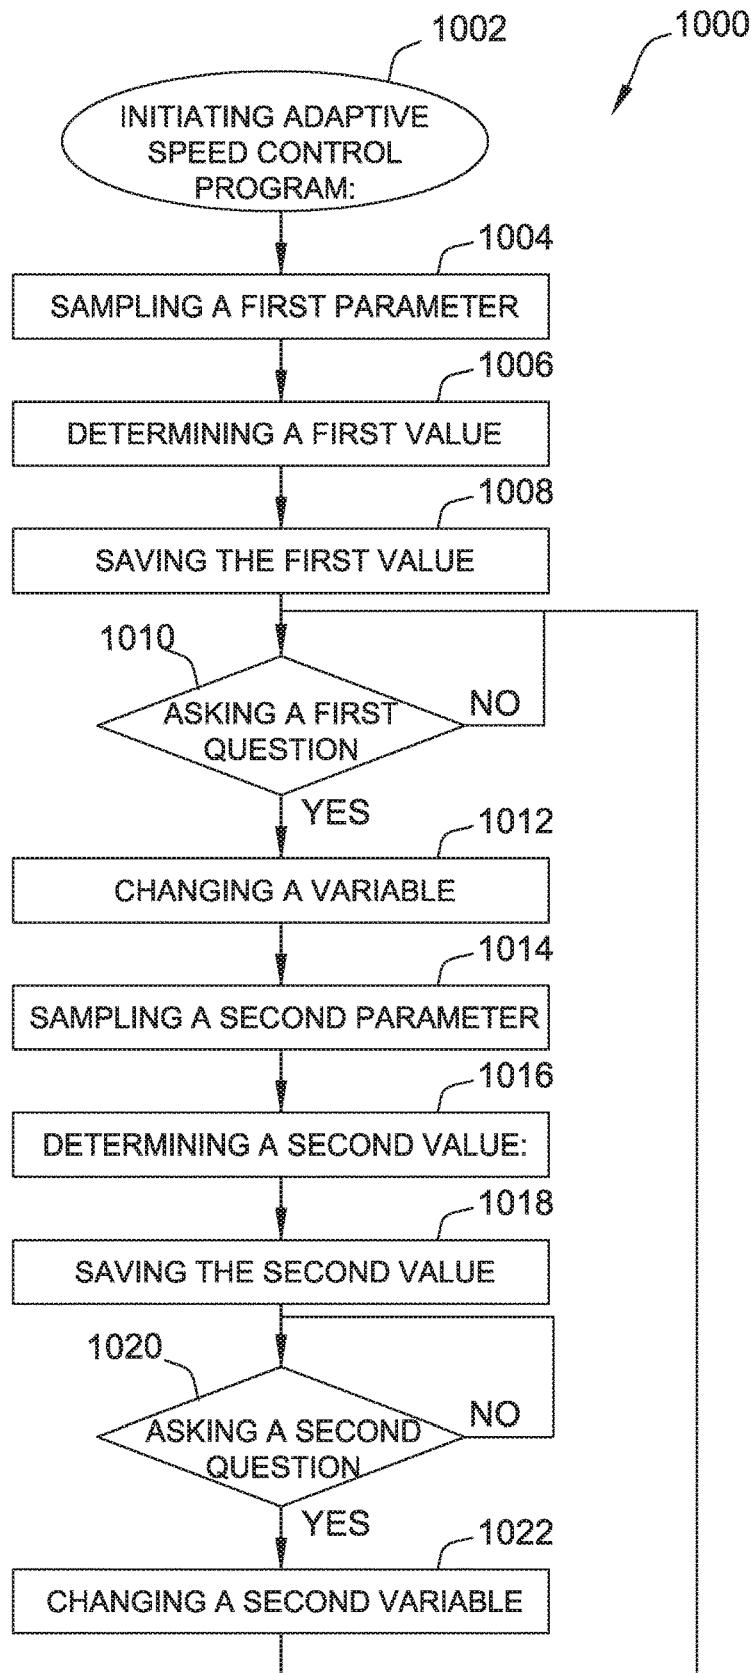 1002
1000
INITIATING ADAPTIVE
SPEED CONTROL
PROGRAM:
1004
SAMPLING A FIRST PARAMETER
1006
DETERMINING A FIRST VALUE
1008
SAVING THE FIRST VALUE
1010
ASKING A FIRST
QUESTION
NO
YES
1012
CHANGING A VARIABLE
1014
SAMPLING A SECOND PARAMETER
1016
DETERMINING A SECOND VALUE:
1018
SAVING THE SECOND VALUE
1020
ASKING A SECOND
QUESTION
NO
YES
1022
CHANGING A SECOND VARIABLE